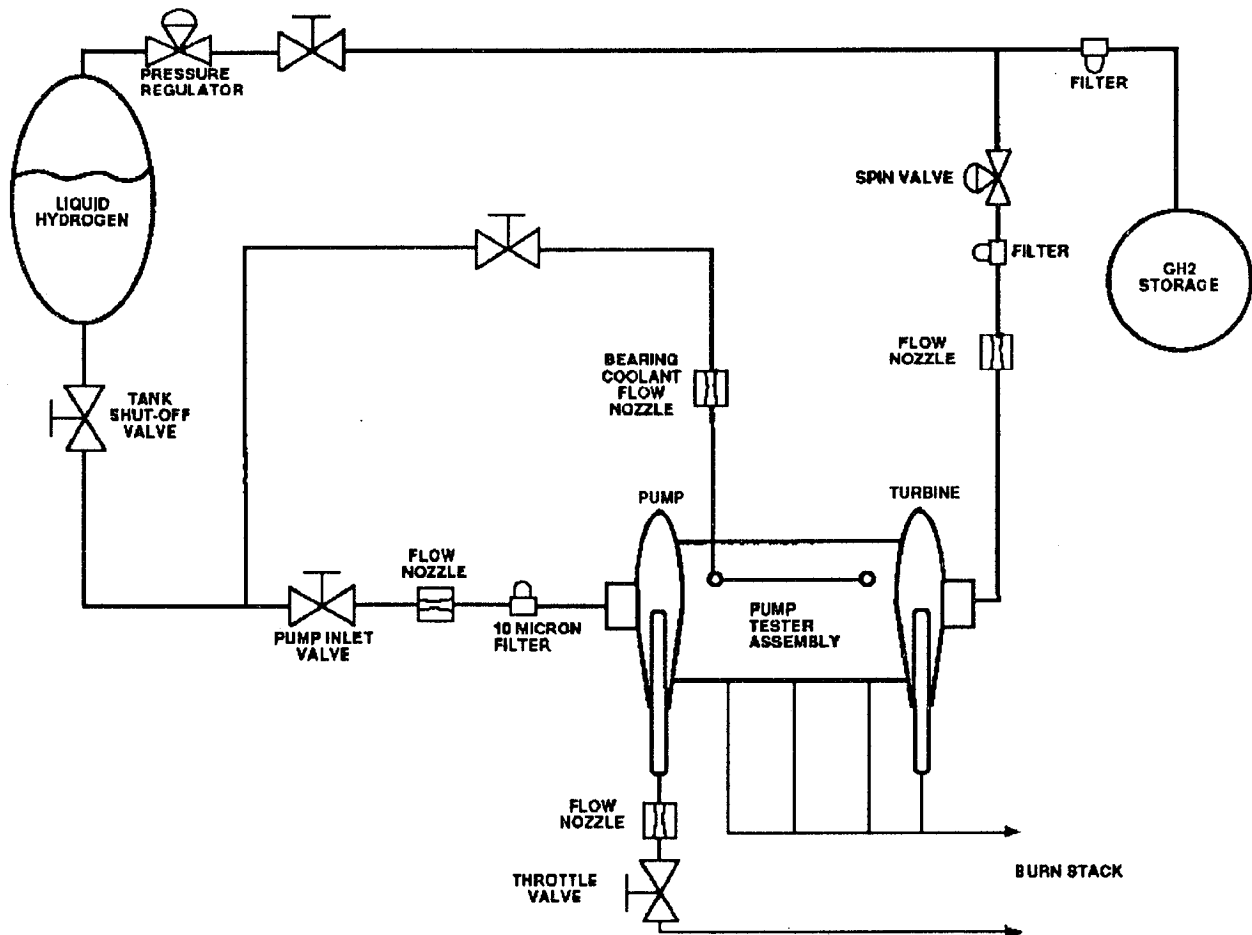 PRESSURE
REGULATOR
FILTER
LIQUID
HYDROGEN
SPIN VALVE
FILTER
GH2
STORAGE
BEARING
COOLANT
FLOW
NOZZLE
FLOW
NOZZLE
TANK
SHUT-OFF
VALVE
PUMP
TURBINE
FLOW
NOZZLE
PUMP INLET
VALVE
10 MICRON
FILTER
PUMP
TESTER
ASSEMBLY
FLOW
NOZZLE
THROTTLE
VALVE
BURN STACK